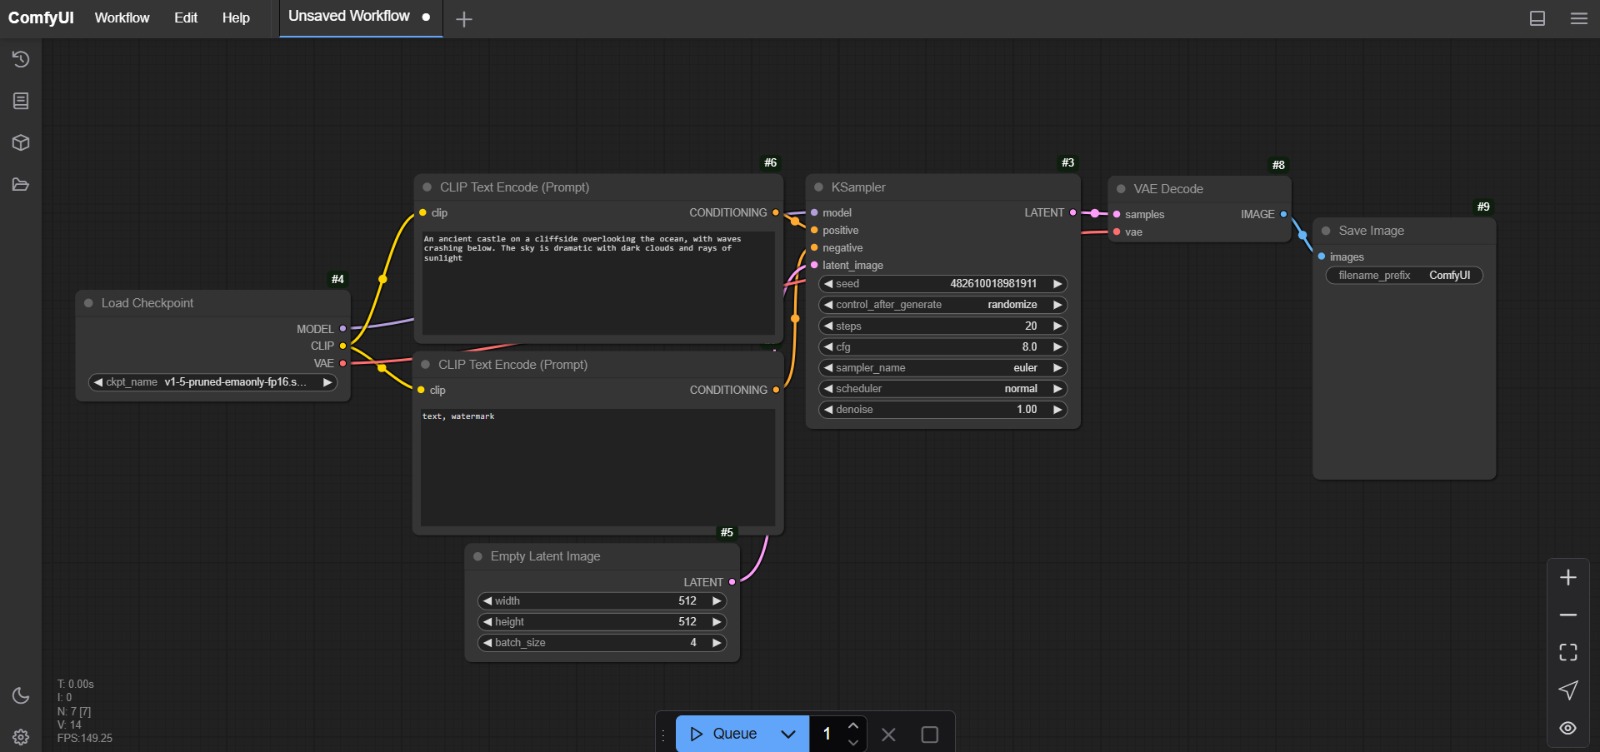 ComfyUI Workflow Edit Help Unsaved Workflow
#6
CLIP Text Encode (Prompt)
clip CONDITIONING
An ancient castle on a cliffside overlooking the ocean, with waves
crashing below. The sky is dramatic with dark clouds and rays of
sunlight
#4
Load Checkpoint
MODEL
CLIP
VAE
ckpt_name v1-5-pruned-emaonly-fp16.s...
CLIP Text Encode (Prompt)
clip CONDITIONING
text, watermark
#5
Empty Latent Image
LATENT
width 512
height 512
batch_size 4
#3
KSampler
model LATENT
positive
negative
latent_image
seed 482610018981911
control_after_generate randomize
steps 20
cfg 8.0
sampler_name euler
scheduler normal
denoise 1.00
#8
VAE Decode
samples IMAGE
vae
#9
Save Image
images
filename_prefix ComfyUI
T: 0.00s
I: 0
N: 7 [7]
V: 14
FPS:149.25
Queue 1